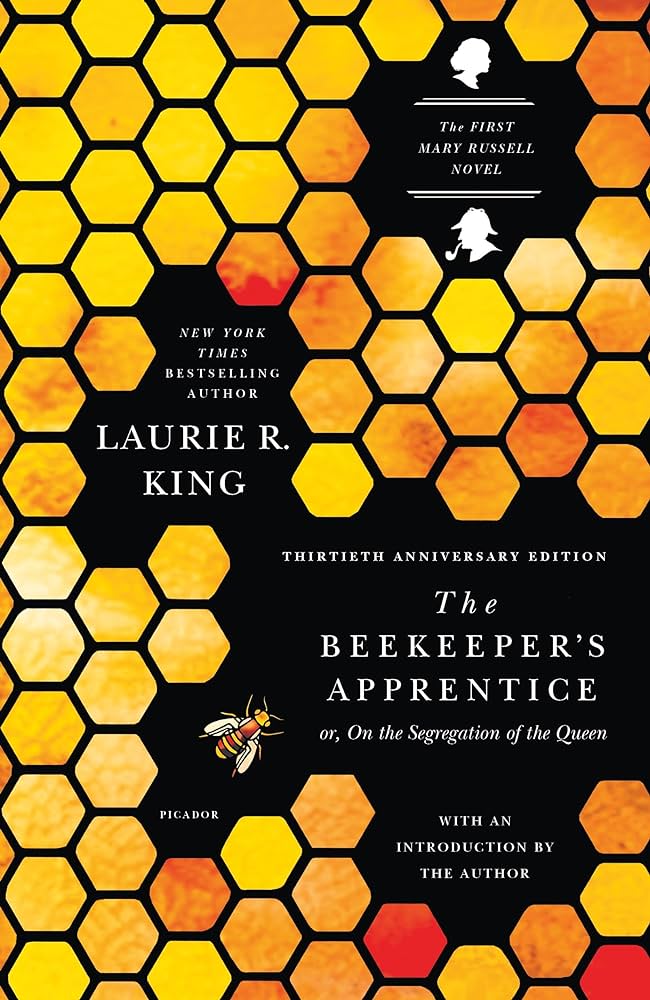 The FIRST
MARY RUSSELL
NOVEL
NEW YORK
TIMES
BESTSELLING
AUTHOR
LAURIE R.
KING
THIRTIETH ANNIVERSARY EDITION
The
BEEKEEPER’S
APPRENTICE
or, On the Segregation of the Queen
PICADOR
WITH AN
INTRODUCTION BY
THE AUTHOR